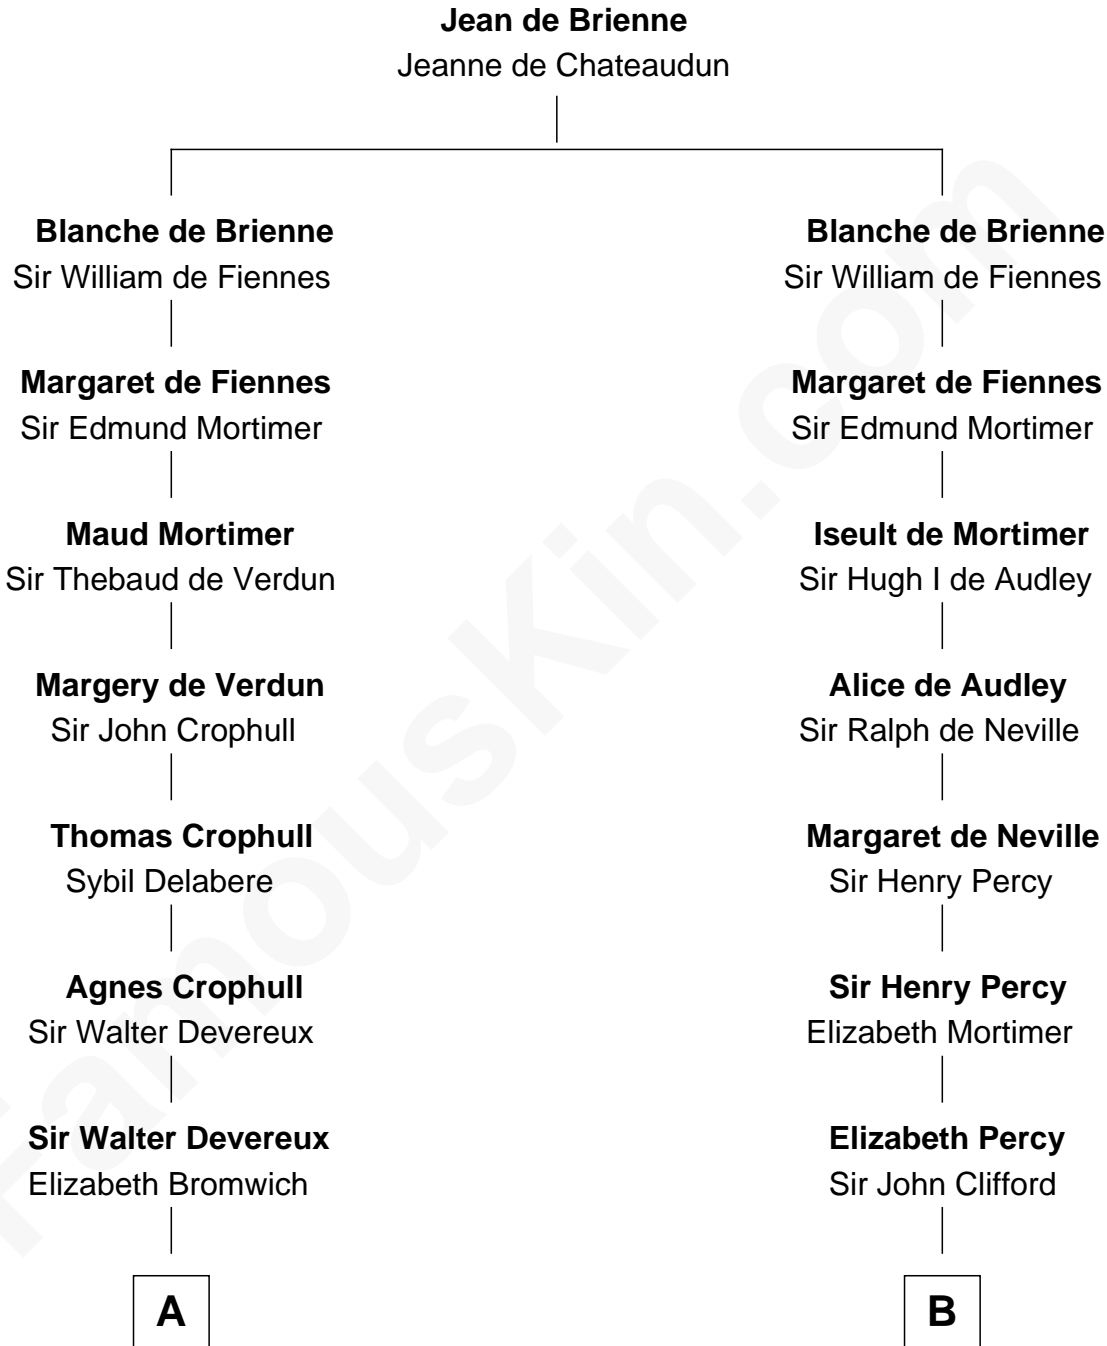 Jean de Brienne
Jeanne de Chateaudun
Blanche de Brienne
Sir William de Fiennes
Margaret de Fiennes
Sir Edmund Mortimer
Maud Mortimer
Sir Thebaud de Verdun
Margery de Verdun
Sir John Crophull
Thomas Crophull
Sybil Delabere
Agnes Crophull
Sir Walter Devereux
Sir Walter Devereux
Elizabeth Bromwich
A
Blanche de Brienne
Sir William de Fiennes
Margaret de Fiennes
Sir Edmund Mortimer
Iseult de Mortimer
Sir Hugh I de Audley
Alice de Audley
Sir Ralph de Neville
Margaret de Neville
Sir Henry Percy
Sir Henry Percy
Elizabeth Mortimer
Elizabeth Percy
Sir John Clifford
B
FamousKin.com